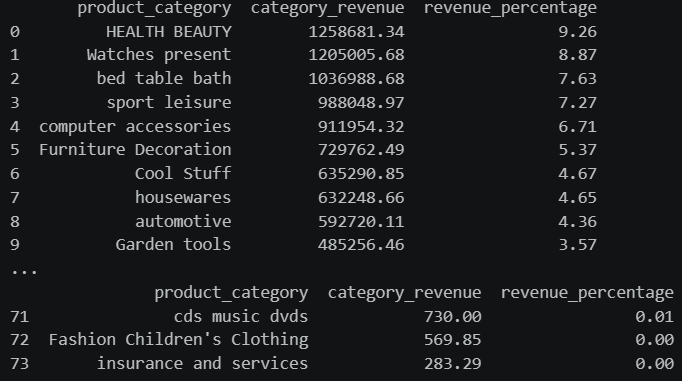 product_category category_revenue revenue_percentage
0 HEALTH BEAUTY 1258681.34 9.26
1 Watches present 1205005.68 8.87
2 bed table bath 1036988.68 7.63
3 sport leisure 988048.97 7.27
4 computer accessories 911954.32 6.71
5 Furniture Decoration 729762.49 5.37
6 Cool Stuff 635290.85 4.67
7 housewares 632248.66 4.65
8 automotive 592720.11 4.36
9 Garden tools 485256.46 3.57
...
product_category category_revenue revenue_percentage
71 cds music dvds 730.00 0.01
72 Fashion Children's Clothing 569.85 0.00
73 insurance and services 283.29 0.00